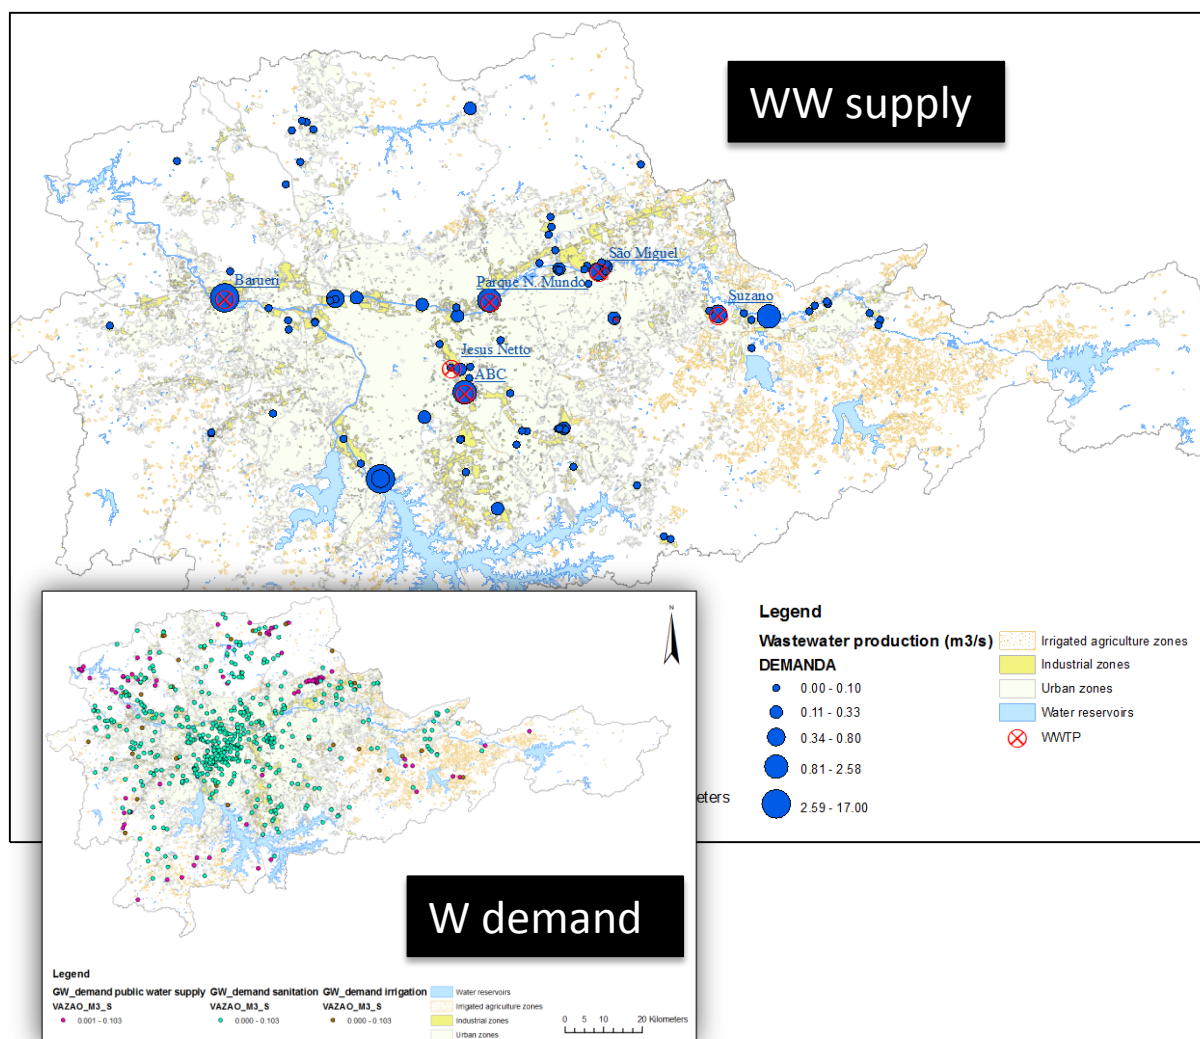 WW supply
São Miguel
Barueri
Parque N. Mundo
Suzano
Jesus Netto
ABC
Legend
Wastewater production (m3/s)
DEMANDA
0.00 - 0.10
0.11 - 0.33
0.34 - 0.80
0.81 - 2.58
2.59 - 17.00
Irrigated agriculture zones
Industrial zones
Urban zones
Water reservoirs
WWTP
eters
N
W demand
Legend
GW_demand public water supply GW_demand sanitation GW_demand irrigation
VAZAO_M3_S VAZAO_M3_S VAZAO_M3_S
0.001 - 0.103 0.000 - 0.103 0.000 - 0.103
Water reservoirs
Irrigated agriculture zones
Industrial zones
Urban zones
0 5 10 20 Kilometers